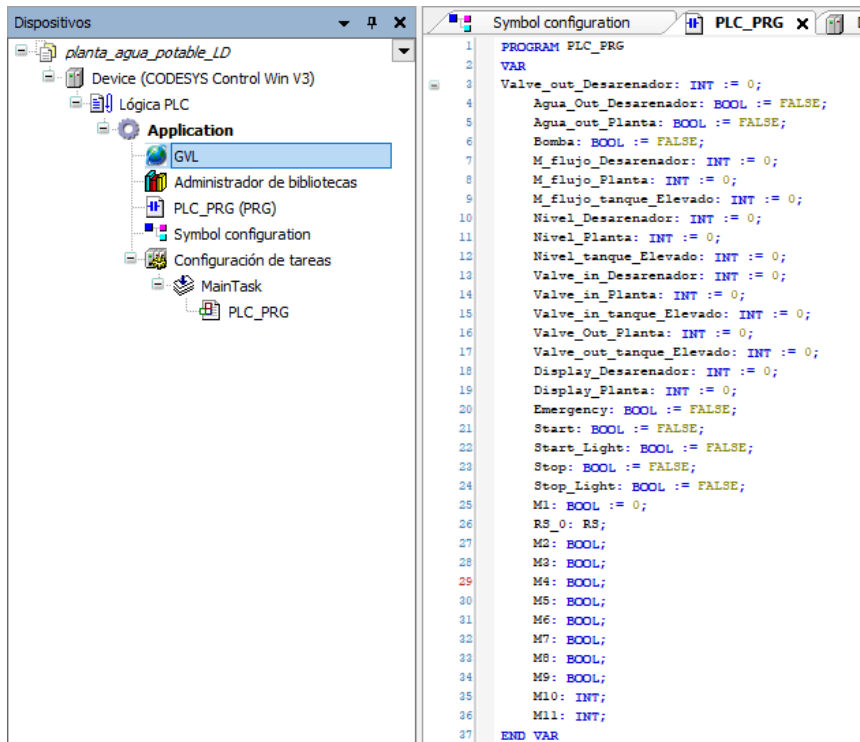 Dispositivos
planta_agua_potable_LD
Device (CODESYS Control Win V3)
Lógica PLC
Application
GVL
Administrador de bibliotecas
PLC_PRG (PRG)
Symbol configuration
Configuración de tareas
MainTask
PLC_PRG
Symbol configuration PLC_PRG
1 PROGRAM PLC_PRG
2 VAR
3 Valve_out_Desarenador: INT := 0;
4 Agua_Out_Desarenador: BOOL := FALSE;
5 Agua_out_Planta: BOOL := FALSE;
6 Bomba: BOOL := FALSE;
7 M_flujo_Desarenador: INT := 0;
8 M_flujo_Planta: INT := 0;
9 M_flujo_tanque_Elevado: INT := 0;
10 Nivel_Desarenador: INT := 0;
11 Nivel_Planta: INT := 0;
12 Nivel_tanque_Elevado: INT := 0;
13 Valve_in_Desarenador: INT := 0;
14 Valve_in_Planta: INT := 0;
15 Valve_in_tanque_Elevado: INT := 0;
16 Valve_Out_Planta: INT := 0;
17 Valve_out_tanque_Elevado: INT := 0;
18 Display_Desarenador: INT := 0;
19 Display_Planta: INT := 0;
20 Emergency: BOOL := FALSE;
21 Start: BOOL := FALSE;
22 Start_Light: BOOL := FALSE;
23 Stop: BOOL := FALSE;
24 Stop_Light: BOOL := FALSE;
25 M1: BOOL := 0;
26 RS_0: RS;
27 M2: BOOL;
28 M3: BOOL;
29 M4: BOOL;
30 M5: BOOL;
31 M6: BOOL;
32 M7: BOOL;
33 M8: BOOL;
34 M9: BOOL;
35 M10: INT;
36 M11: INT;
37 END_VAR